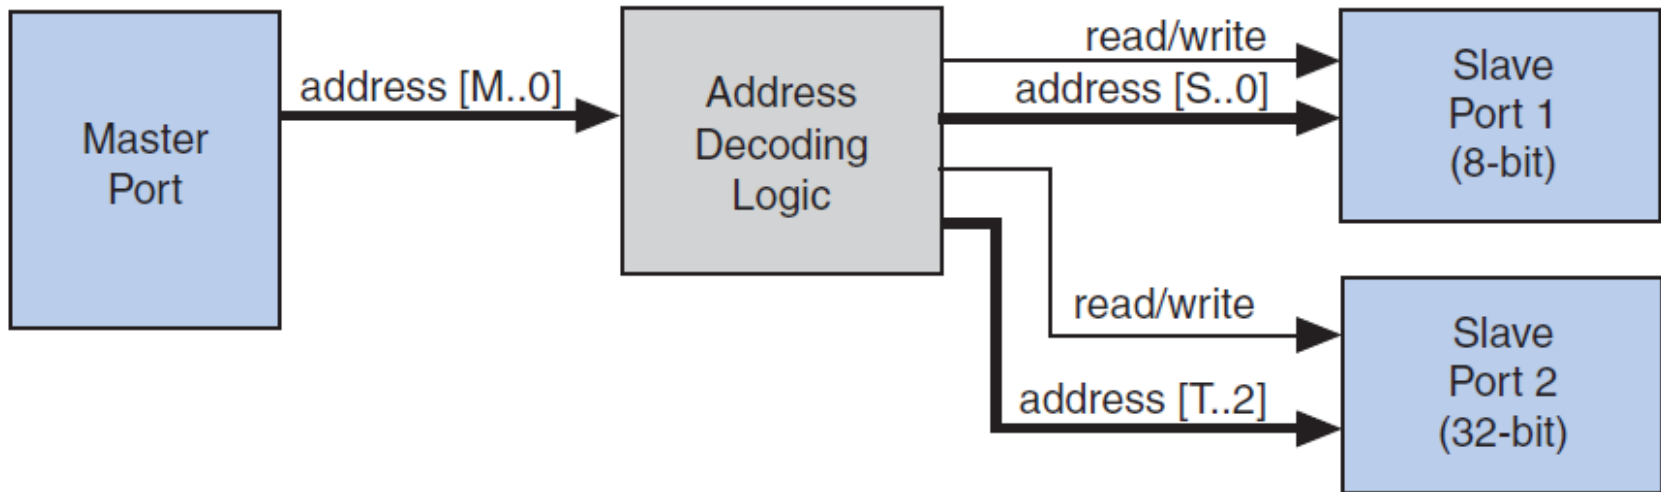 Master
Port
address [M..0]
Address
Decoding
Logic
read/write
address [S..0]
Slave
Port 1
(8-bit)
read/write
address [T..2]
Slave
Port 2
(32-bit)